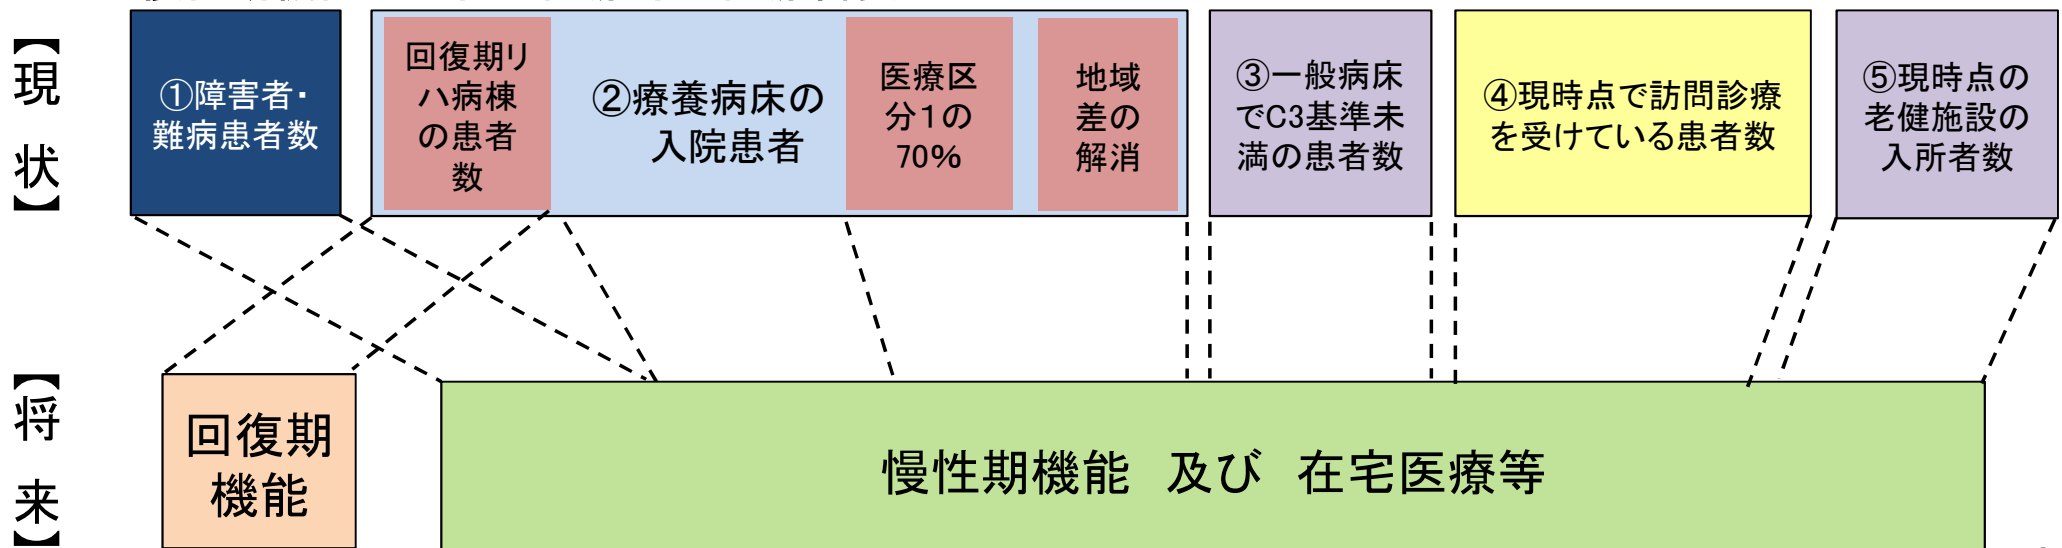 【現状】
①障害者・
難病患者数
回復期リ
ハ病棟
の患者
数
②療養病床の
入院患者
医療区
分1の
70%
地域
差の
解消
③一般病床
でC3基準未
満の患者数
④現時点で訪問診療
を受けている患者数
⑤現時点の
老健施設の
入所者数
【将来】
回復期
機能
慢性期機能　及び　在宅医療等